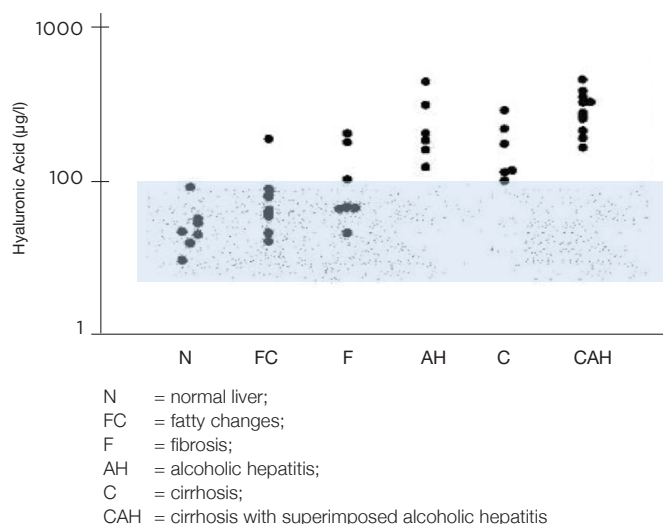 1000
Hyaluronic Acid (µg/l)
100
1
N FC F AH C CAH
N = normal liver;
FC = fatty changes;
F = fibrosis;
AH = alcoholic hepatitis;
C = cirrhosis;
CAH = cirrhosis with superimposed alcoholic hepatitis